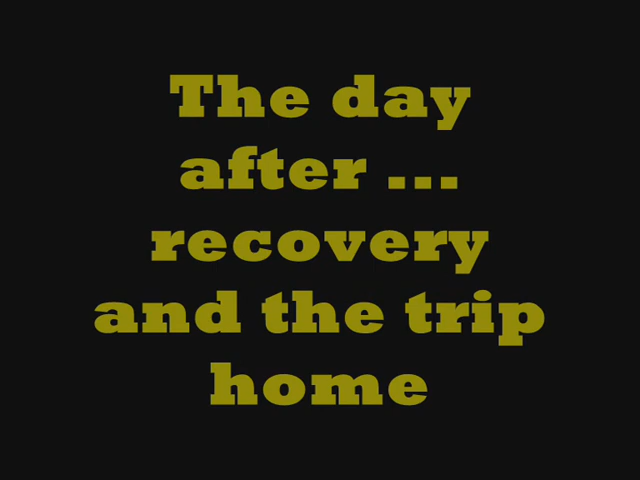 The day
after ...
recovery
and the trip
home